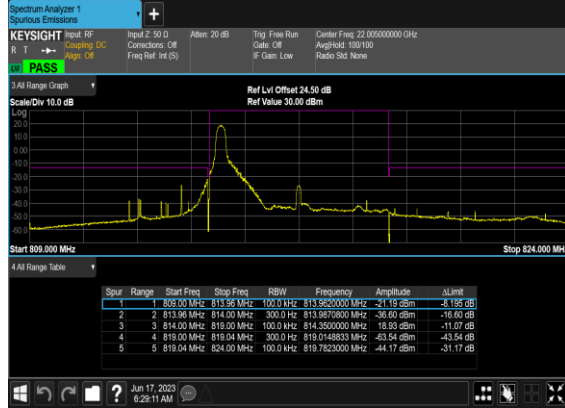 Spectrum Analyzer 1
Spurious Emissions
KEYSIGHT Input: RF Input Z: 50 Ω Atten: 20 dB Trig: Free Run Center Freq: 22.005000000 GHz
R T Coupling: DC Corrections: Off Gate: Off Avg|Hold: 100/100
Align: Off Freq Ref: Int (S) IF Gain: Low Radio Std: None
PASS
3 All Range Graph
Ref Lvl Offset 24.50 dB
Scale/Div 10.0 dB Ref Value 30.00 dBm
Log
20.0
10.0
0.00
-10.0
-20.0
-30.0
-40.0
-50.0
-60.0
Start 809.000 MHz Stop 824.000 MHz
4 All Range Table
Spur Range Start Freq Stop Freq RBW Frequency Amplitude ΔLimit
1 1 809.00 MHz 813.96 MHz 100.0 kHz 813.9620000 MHz -21.19 dBm -8.195 dB
2 2 813.96 MHz 814.00 MHz 300.0 Hz 813.9870800 MHz -36.60 dBm -16.60 dB
3 3 814.00 MHz 819.00 MHz 100.0 kHz 814.3500000 MHz 18.93 dBm -11.07 dB
4 4 819.00 MHz 819.04 MHz 300.0 Hz 819.0148833 MHz -63.54 dBm -43.54 dB
5 5 819.04 MHz 824.00 MHz 100.0 kHz 819.7823000 MHz -44.17 dBm -31.17 dB
Jun 17, 2023
6:29:11 AM